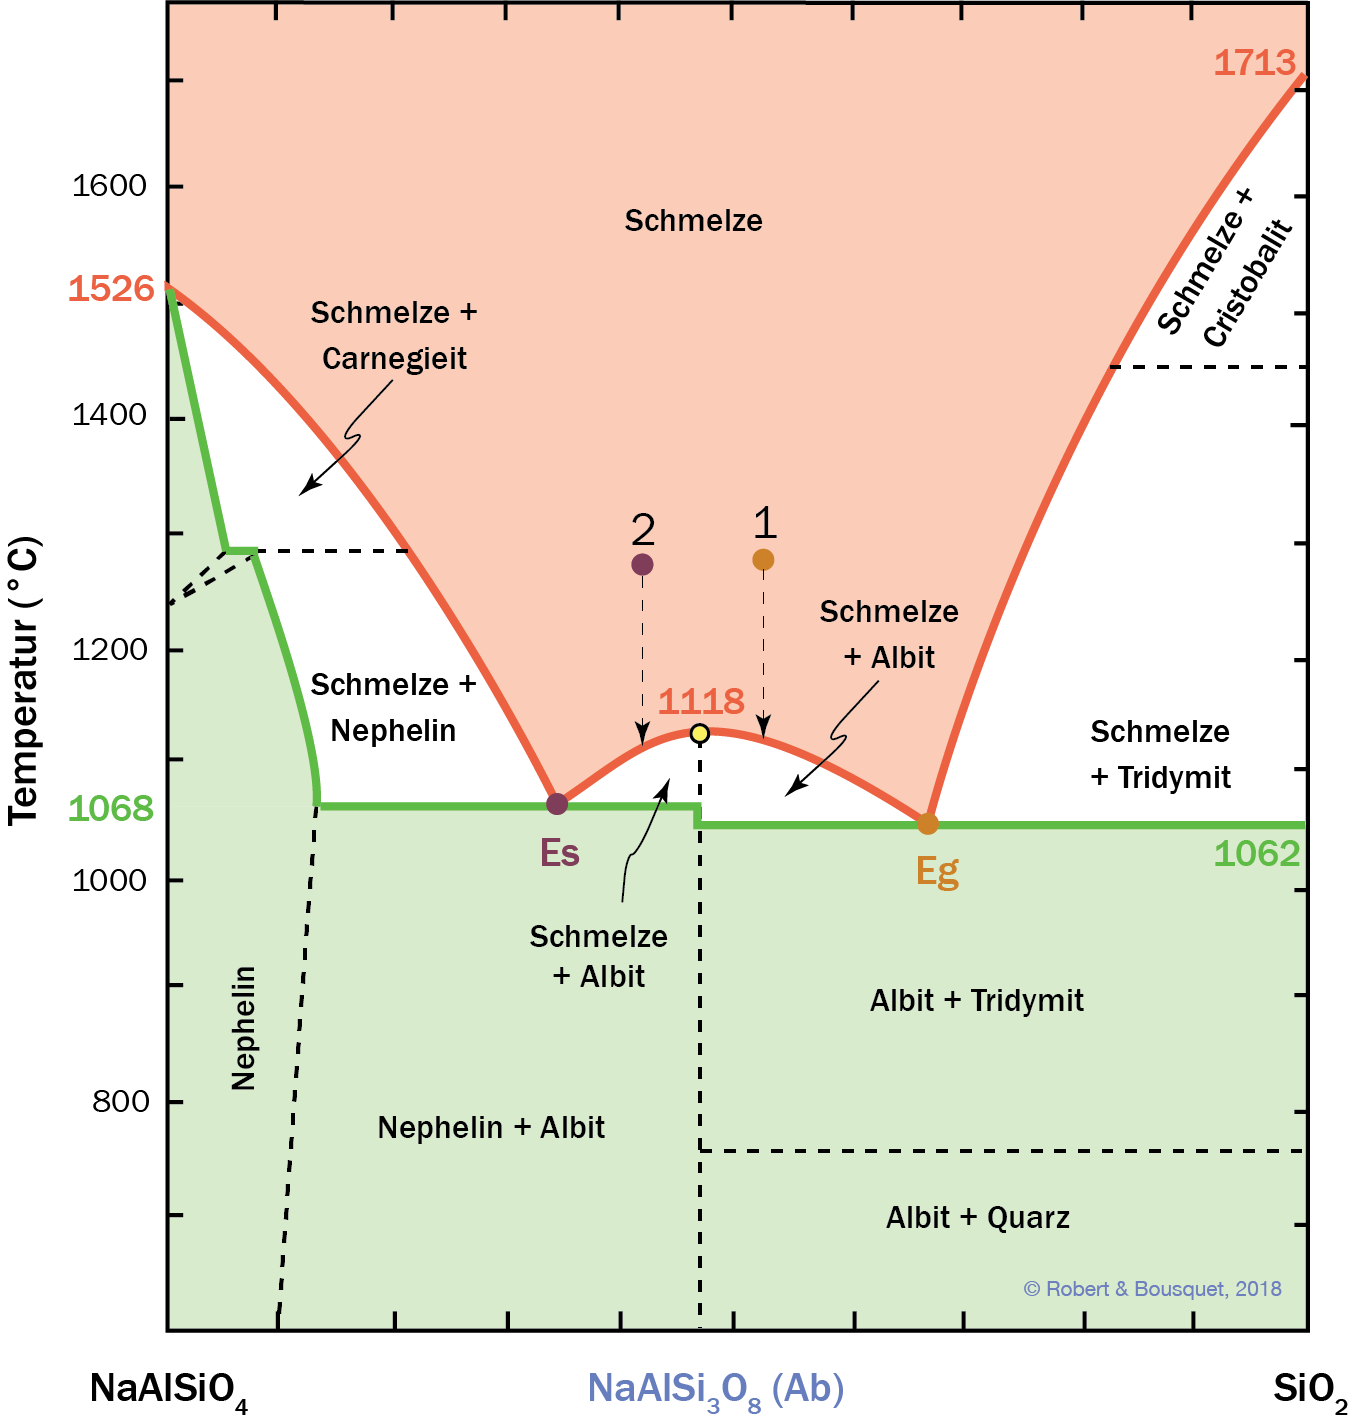 1713
1600
Schmelze
1526
Schmelze +
Carnegieit
Schmelze +
Cristobalit
1400
2
1
Schmelze
+ Albit
1200
Schmelze +
Nephelin
1118
Schmelze
+ Tridymit
Temperatur (°C)
1068
Es
Eg
1062
1000
Schmelze
+ Albit
Nephelin
Albit + Tridymit
800
Nephelin + Albit
Albit + Quarz
© Robert & Bousquet, 2018
NaAlSiO₄
NaAlSi₃O₈ (Ab)
SiO₂